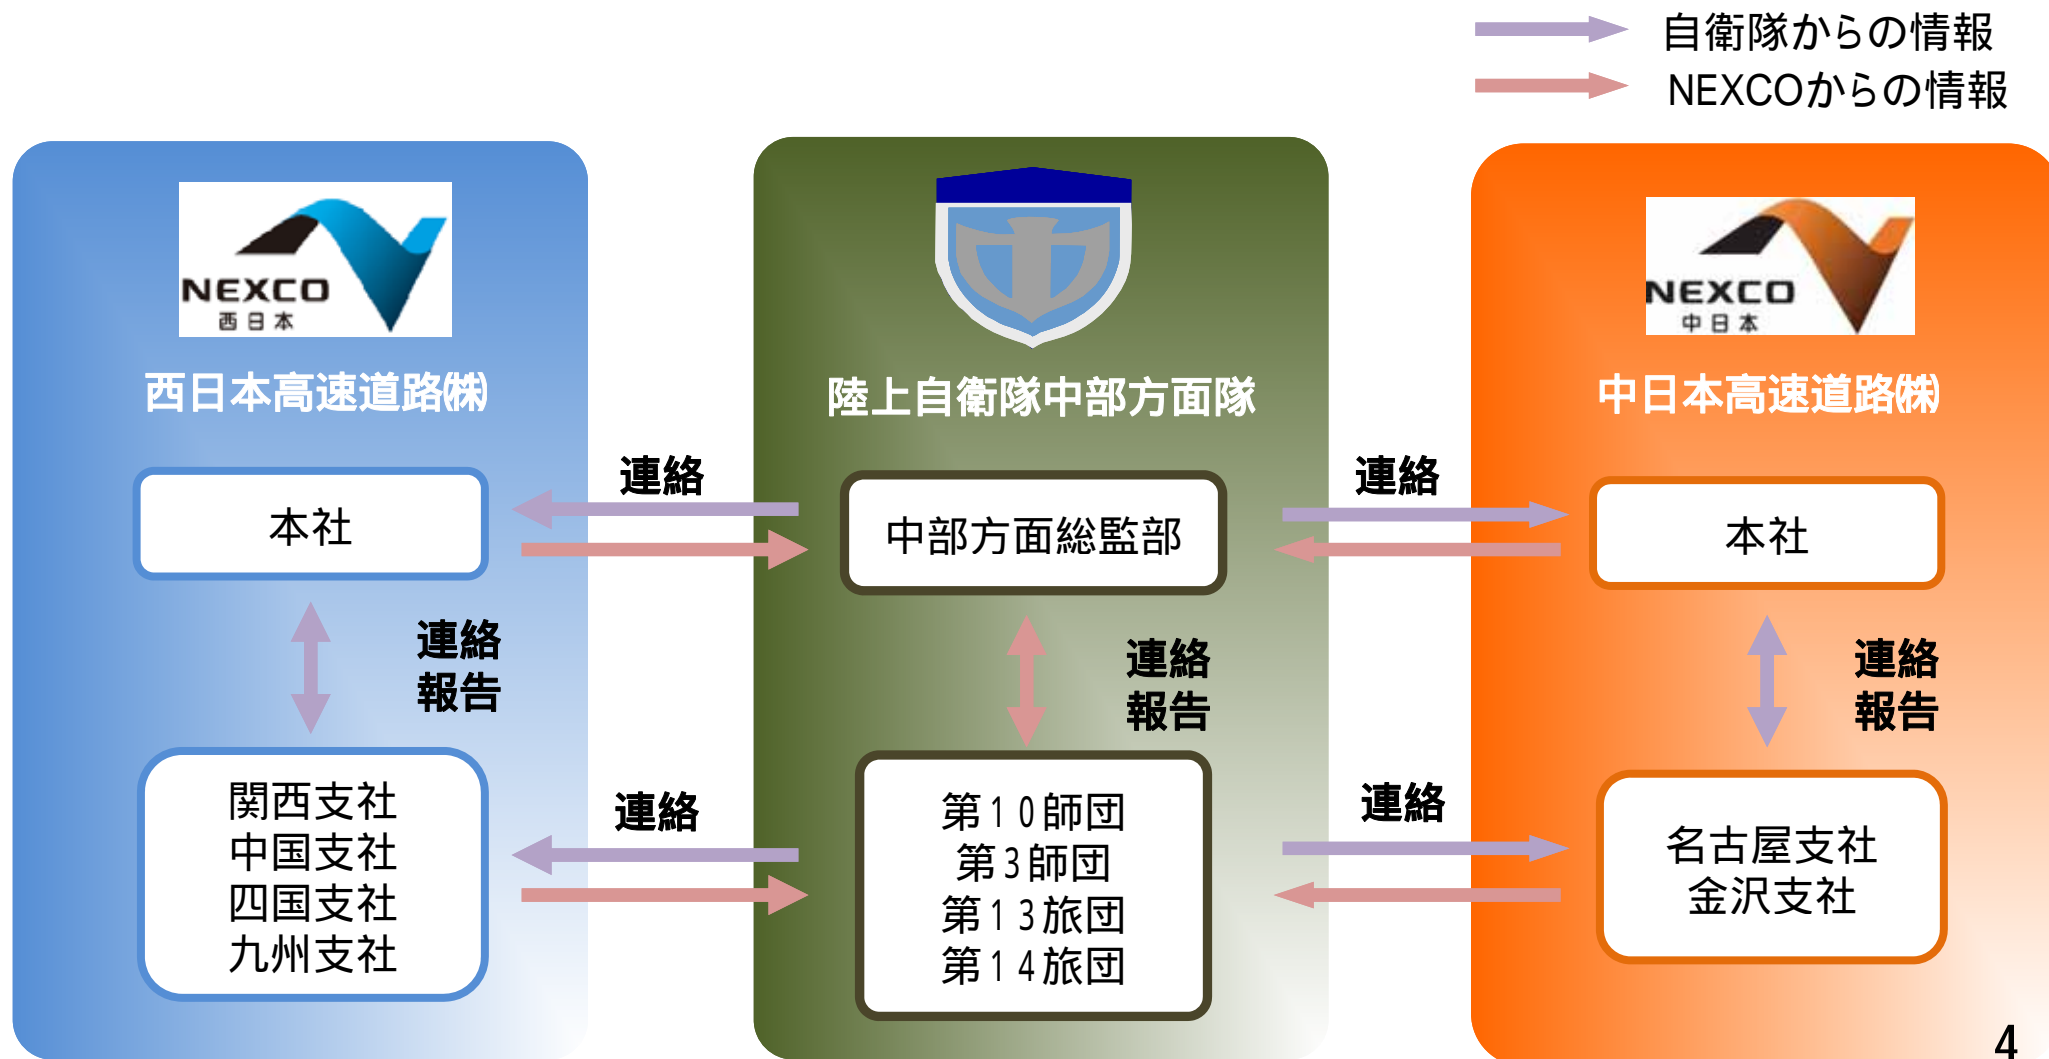 自衛隊からの情報
NEXCOからの情報
NEXCO
西日本
西日本高速道路㈱
本社
連絡
報告
関西支社
中国支社
四国支社
九州支社
連絡
連絡
陸上自衛隊中部方面隊
中部方面総監部
連絡
報告
第10師団
第3師団
第13旅団
第14旅団
連絡
連絡
NEXCO
中日本
中日本高速道路㈱
本社
連絡
報告
名古屋支社
金沢支社
4